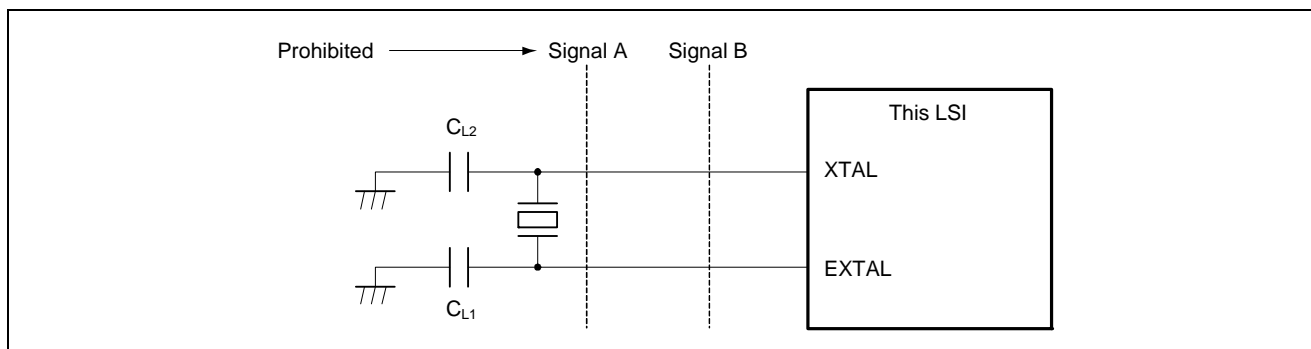 Prohibited Signal A Signal B
This LSI
CL2
XTAL
EXTAL
CL1